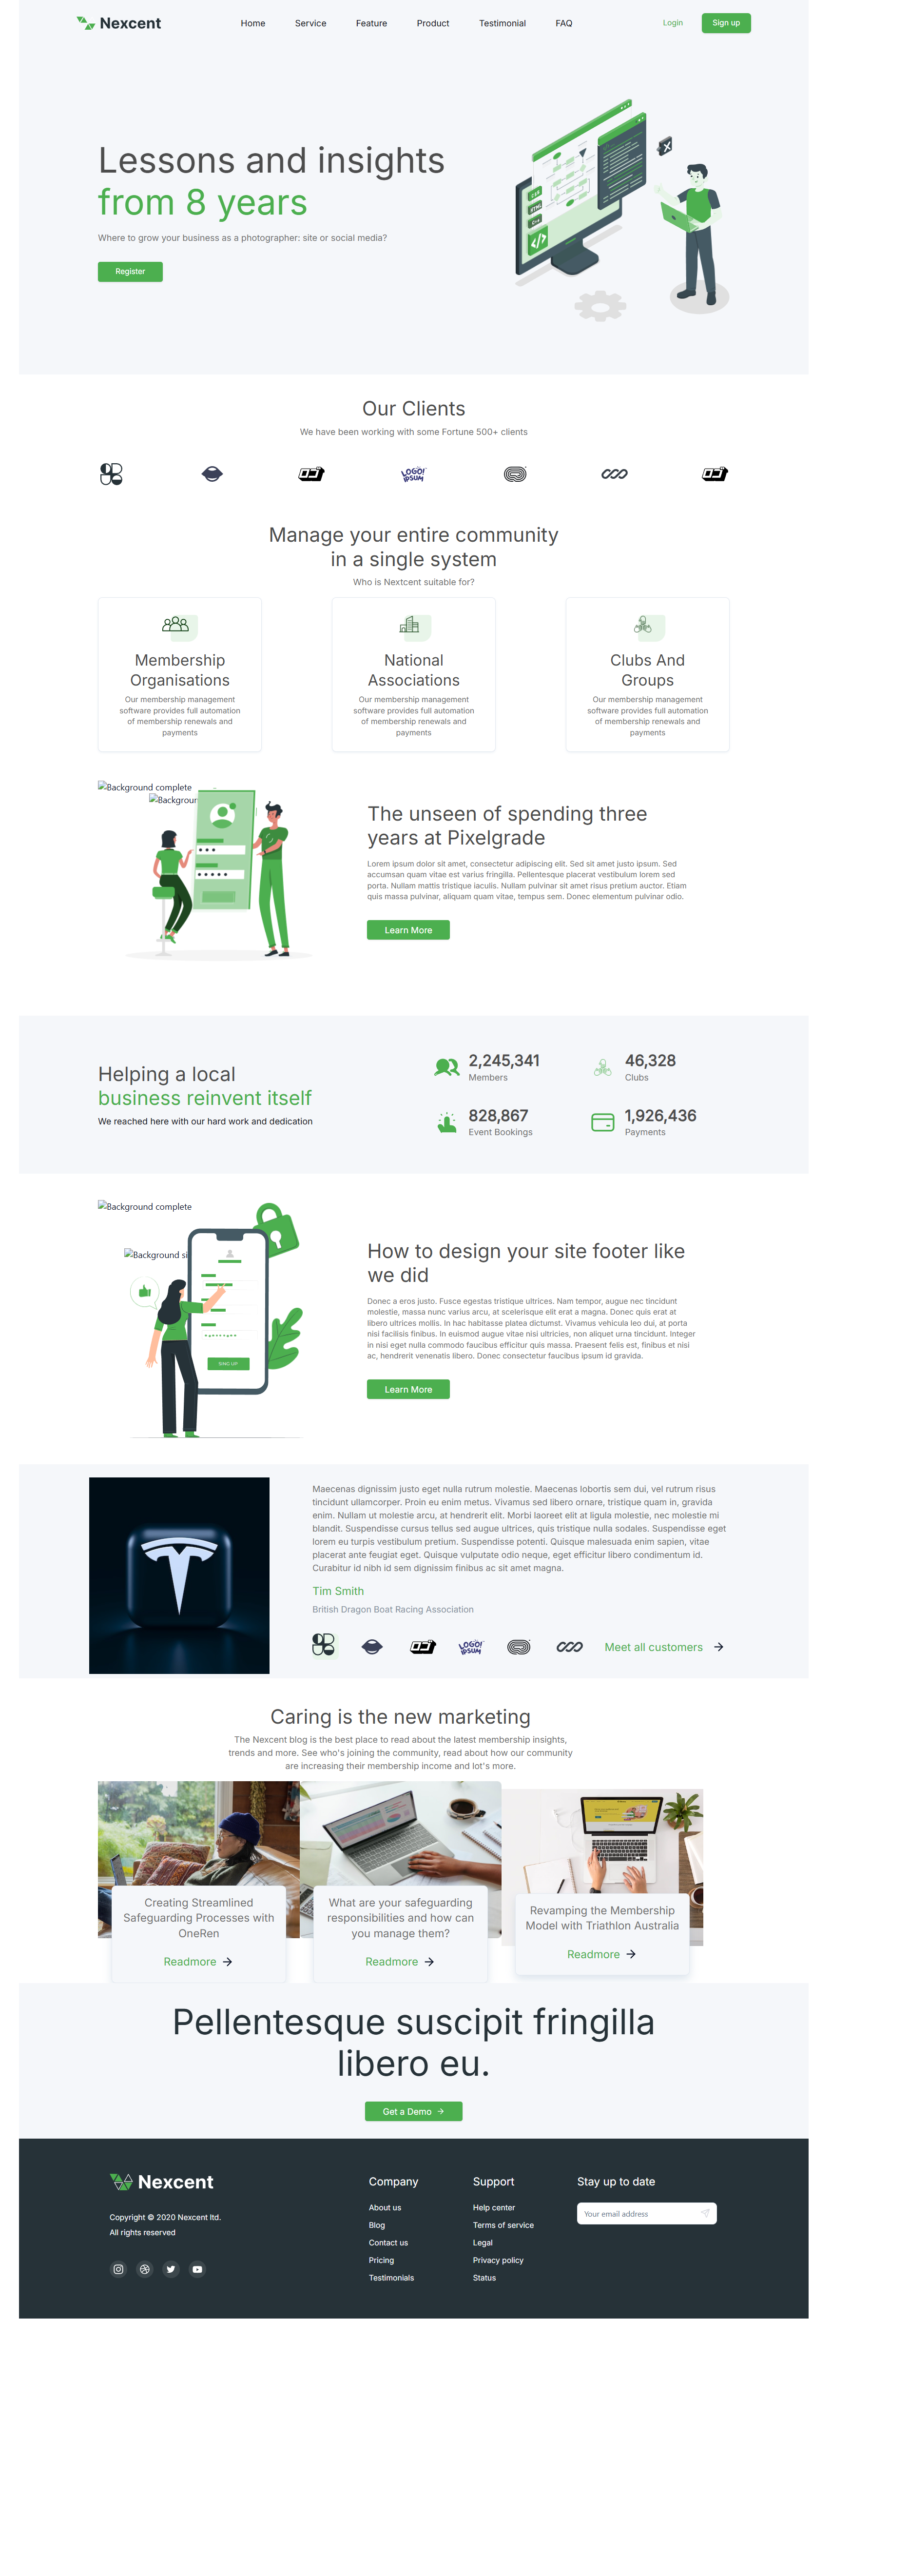 Nexcent
Home Service Feature Product Testimonial FAQ
Login Sign up
Lessons and insights
from 8 years
Where to grow your business as a photographer: site or social media?
Register
Our Clients
We have been working with some Fortune 500+ clients
LOGO!
IPSUM
Manage your entire community
in a single system
Who is Nextcent suitable for?
Membership
Organisations
Our membership management
software provides full automation
of membership renewals and
payments
National
Associations
Our membership management
software provides full automation
of membership renewals and
payments
Clubs And
Groups
Our membership management
software provides full automation
of membership renewals and
payments
Background complete
Backgroun
The unseen of spending three
years at Pixelgrade
Lorem ipsum dolor sit amet, consectetur adipiscing elit. Sed sit amet justo ipsum. Sed
accumsan quam vitae est varius fringilla. Pellentesque placerat vestibulum lorem sed
porta. Nullam mattis tristique iaculis. Nullam pulvinar sit amet risus pretium auctor. Etiam
quis massa pulvinar, aliquam quam vitae, tempus sem. Donec elementum pulvinar odio.
Learn More
Helping a local
business reinvent itself
We reached here with our hard work and dedication
2,245,341
Members
46,328
Clubs
828,867
Event Bookings
1,926,436
Payments
Background complete
Background si
SING UP
How to design your site footer like
we did
Donec a eros justo. Fusce egestas tristique ultrices. Nam tempor, augue nec tincidunt
molestie, massa nunc varius arcu, at scelerisque elit erat a magna. Donec quis erat at
libero ultrices mollis. In hac habitasse platea dictumst. Vivamus vehicula leo dui, at porta
nisi facilisis finibus. In euismod augue vitae nisi ultricies, non aliquet urna tincidunt. Integer
in nisi eget nulla commodo faucibus efficitur quis massa. Praesent felis est, finibus et nisi
ac, hendrerit venenatis libero. Donec consectetur faucibus ipsum id gravida.
Learn More
Maecenas dignissim justo eget nulla rutrum molestie. Maecenas lobortis sem dui, vel rutrum risus
tincidunt ullamcorper. Proin eu enim metus. Vivamus sed libero ornare, tristique quam in, gravida
enim. Nullam ut molestie arcu, at hendrerit elit. Morbi laoreet elit at ligula molestie, nec molestie mi
blandit. Suspendisse cursus tellus sed augue ultrices, quis tristique nulla sodales. Suspendisse eget
lorem eu turpis vestibulum pretium. Suspendisse potenti. Quisque malesuada enim sapien, vitae
placerat ante feugiat eget. Quisque vulputate odio neque, eget efficitur libero condimentum id.
Curabitur id nibh id sem dignissim finibus ac sit amet magna.
Tim Smith
British Dragon Boat Racing Association
LOGO!
IPSUM
Meet all customers
Caring is the new marketing
The Nexcent blog is the best place to read about the latest membership insights,
trends and more. See who's joining the community, read about how our community
are increasing their membership income and lot's more.
Creating Streamlined
Safeguarding Processes with
OneRen
Readmore
What are your safeguarding
responsibilities and how can
you manage them?
Readmore
Revamping the Membership
Model with Triathlon Australia
Readmore
Pellentesque suscipit fringilla
libero eu.
Get a Demo
Nexcent
Copyright © 2020 Nexcent ltd.
All rights reserved
Company
About us
Blog
Contact us
Pricing
Testimonials
Support
Help center
Terms of service
Legal
Privacy policy
Status
Stay up to date
Your email address